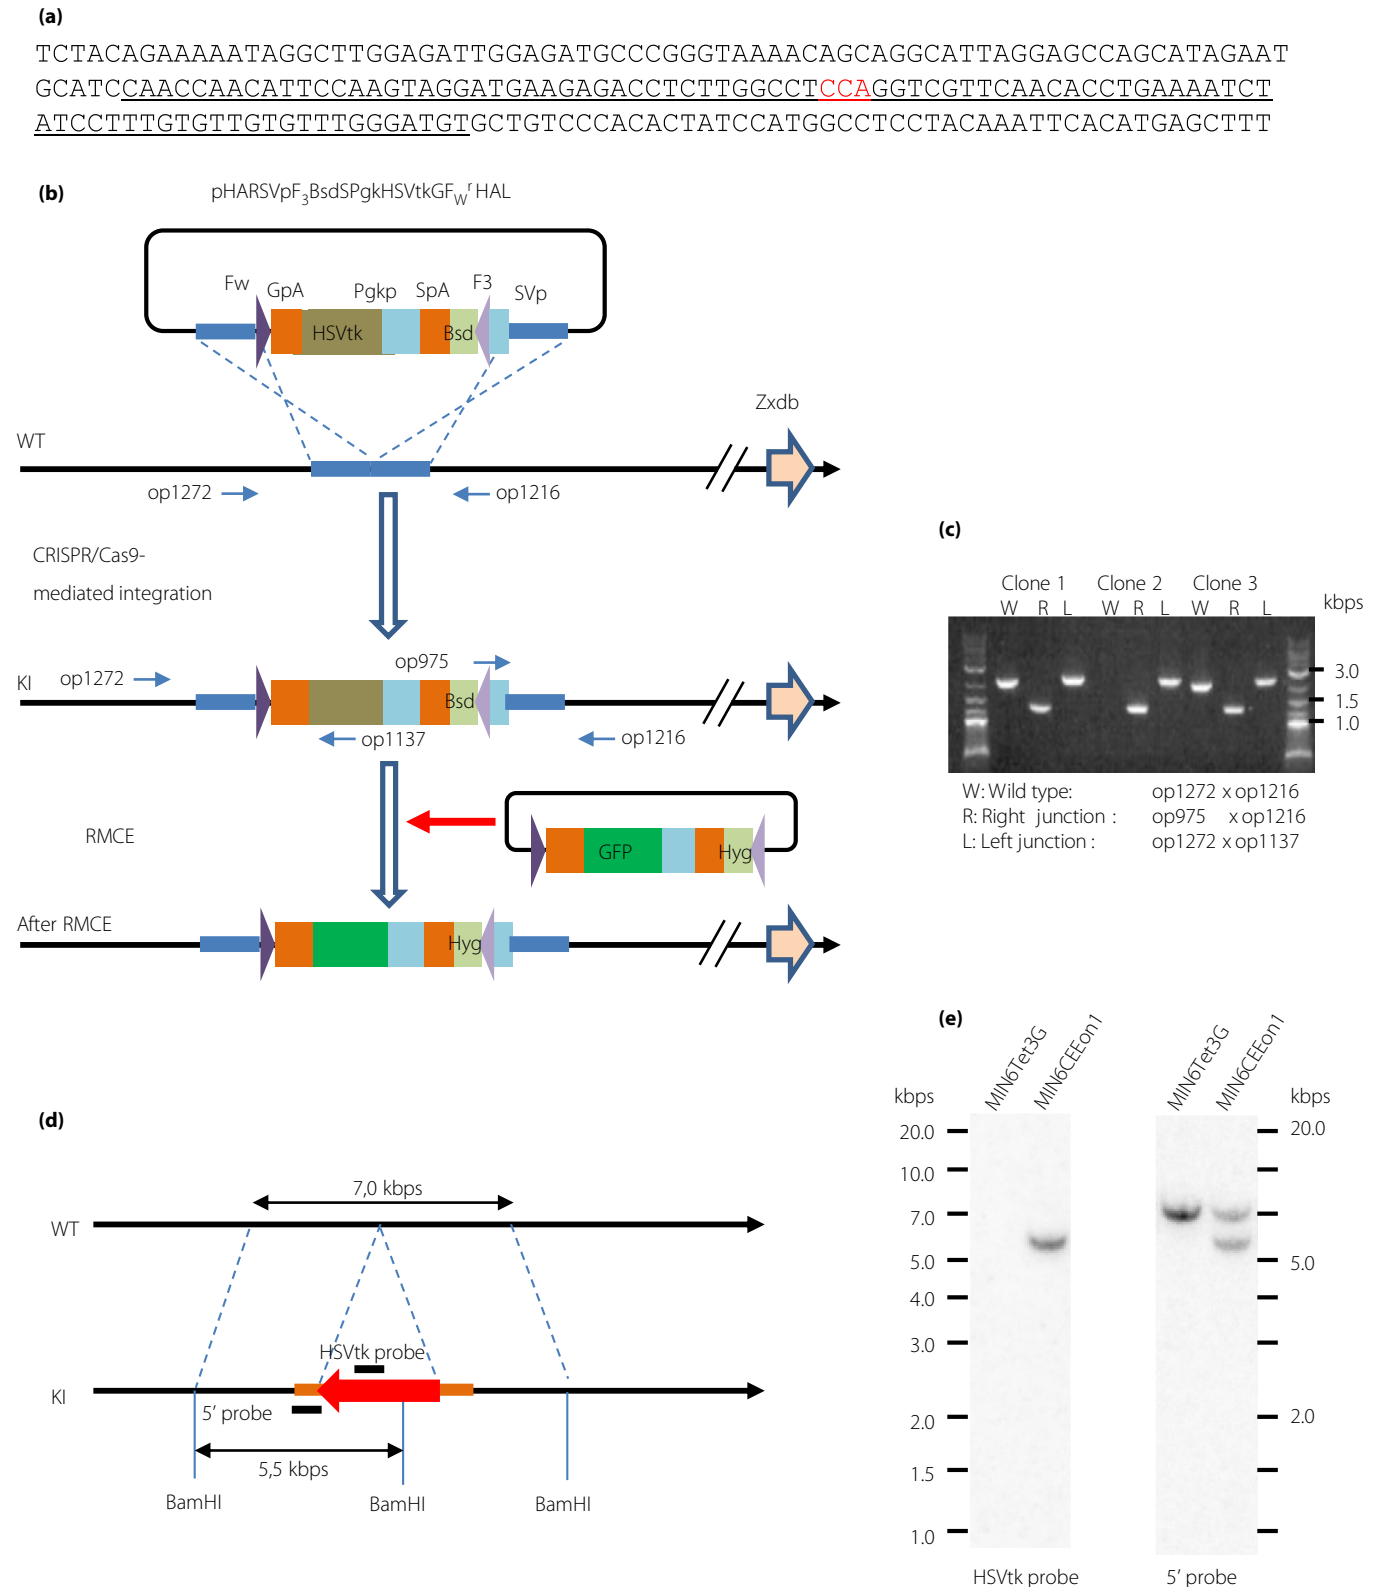 (a)
TCTACAGAAAAATAGGCTTGGAGATTGGAGATGCCCGGGTAAAACAGCAGGCATTAGGAGCCAGCATAGAAT
GCATCCAACCAACATTCCAAGTAGGATGAAGAGACCTCTTGGCCTCCAGGTCGTTCAACACCTGAAAATCT
ATCCTTTGTGTTGTGTTTGGGATGTGCTGTCCCACACTATCCATGGCCTCCTACAAATTCACATGAGCTTT
(b)
pHARSVpF3BsdSPgkHSVtkGFWr HAL
Fw GpA Pgkp SpA F3 SVp
HSVtk Bsd
Zxdb
WT
op1272 op1216
CRISPR/Cas9-
mediated integration
op975
KI op1272
Bsd
op1137 op1216
RMCE
GFP Hyg
After RMCE
Hyg
(c)
Clone 1 Clone 2 Clone 3
W R L W R L W R L kbps
3.0
1.5
1.0
W: Wild type: op1272 x op1216
R: Right junction : op975 x op1216
L: Left junction : op1272 x op1137
(d)
7,0 kbps
WT
HSVtk probe
KI
5' probe
5,5 kbps
BamHI BamHI BamHI
(e)
MIN6Tet3G MIN6CEEon1 MIN6Tet3G MIN6CEEon1
kbps kbps
20.0 20.0
10.0
7.0
5.0 5.0
4.0
3.0
2.0 2.0
1.5
1.0
HSVtk probe 5' probe